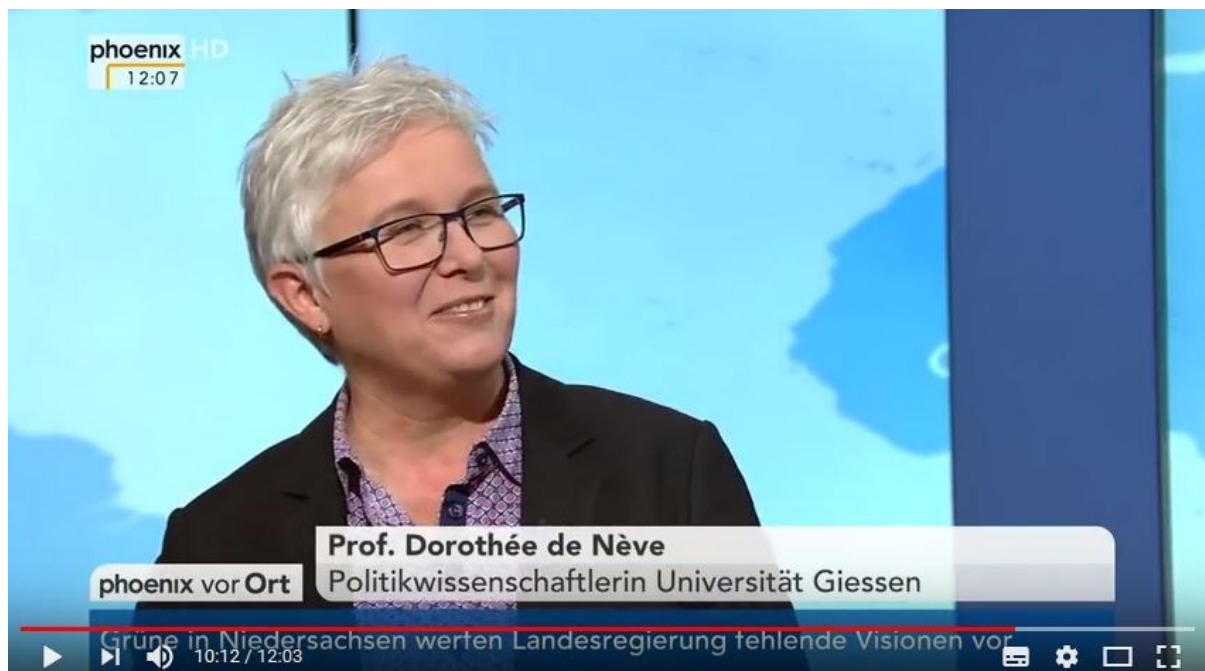 phoenix HD
12:07
Prof. Dorothée de Nève
phoenix vor Ort
Politikwissenschaftlerin Universität Giessen
Grüne in Niedersachsen werfen Landesregierung fehlende Visionen vor
10:12 / 12:03